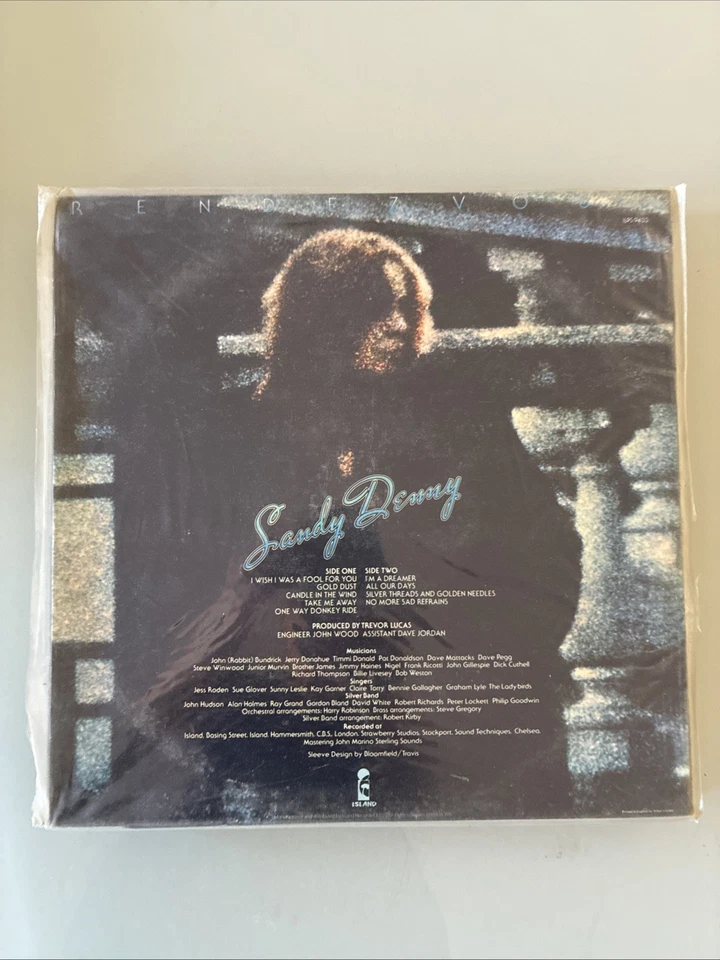 RENDEZVOUS
Sandy Denny
SIDE ONE SIDE TWO
I WISH I WAS A FOOL FOR YOU I'M A DREAMER
GOLD DUST ALL OUR DAYS
CANDLE IN THE WIND SILVER THREADS AND GOLDEN NEEDLES
TAKE ME AWAY NO MORE SAD REFRAINS
ONE WAY DONKEY RIDE
PRODUCED BY TREVOR LUCAS
ENGINEER JOHN WOOD ASSISTANT DAVE JORDAN
Musicians
John (Rabbit) Bundrick Jerry Donahue Timmi Donald Pat Donaldson Dave Mattacks Dave Pegg
Steve Winwood Junior Murvin Brother James Jimmy Haines Nigel Frank Ricotti John Gillespie Dick Cuthell
Richard Thompson Billie Livesey Bob Weston
Singers
Jess Roden Sue Glover Sunny Leslie Kay Garner Claire Torry Bennie Gallagher Graham Lyle The Ladybirds
Silver Band
John Hudson Alan Holmes Ray Grand Gordon Bland David White Robert Richards Peter Lockett Philip Goodwin
Orchestral arrangements: Harry Robinson. Brass arrangements: Steve Gregory
Silver Band arrangement: Robert Kirby
Recorded at
Island. Basing Street. Island. Hammersmith, C.B.S. London. Strawberry Studios. Stockport. Sound Techniques. Chelsea.
Mastering John Marino Sterling Sounds
Sleeve Design by Bloomfield/Travis
ISLAND